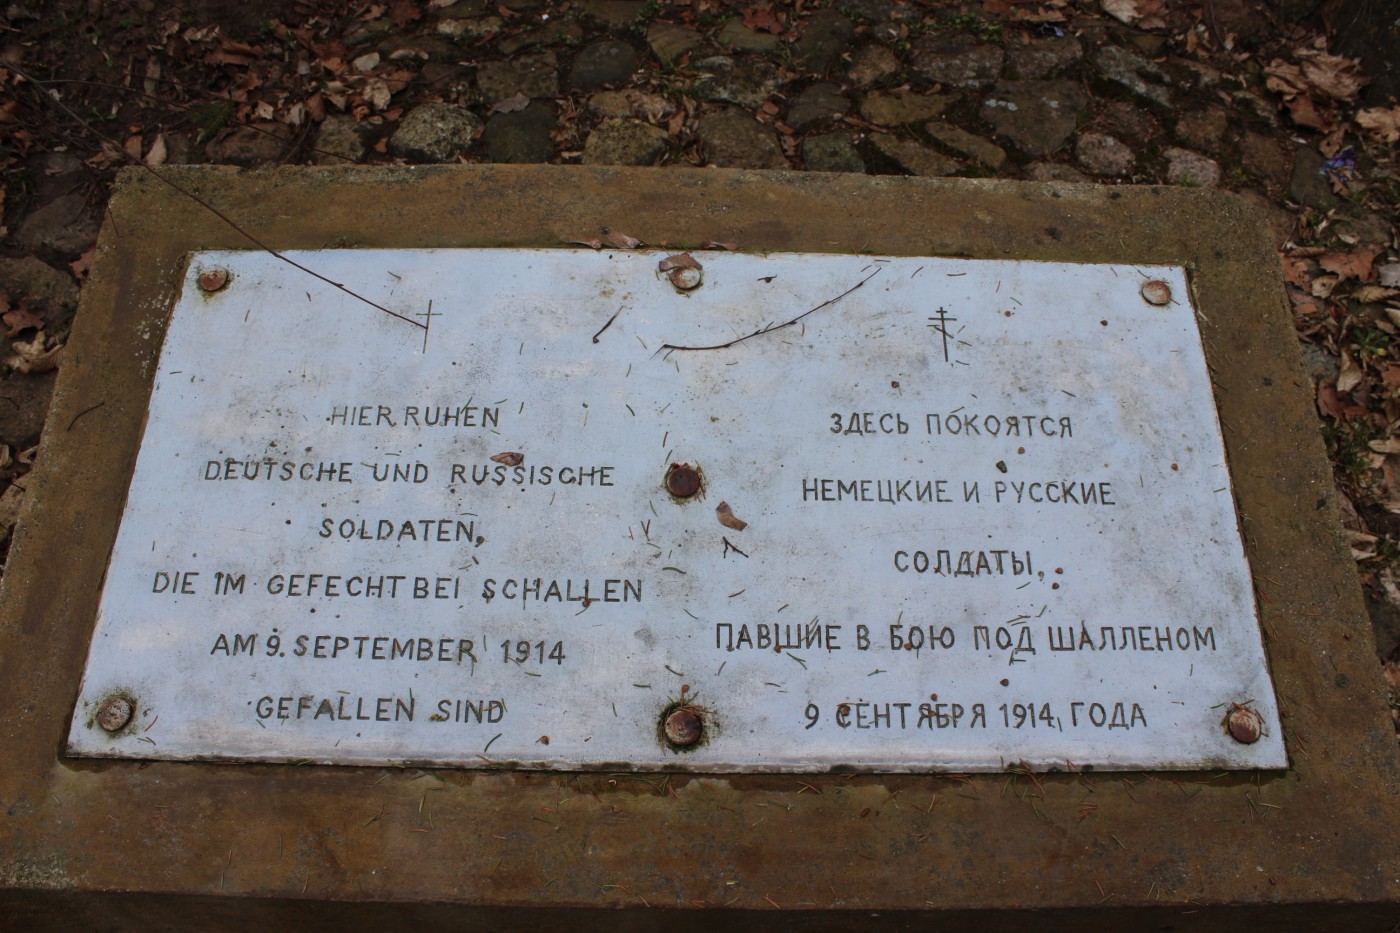 HIER RUHEN
DEUTSCHE UND RUSSISCHE
SOLDATEN,
DIE IM GEFECHT BEI SCHALLEN
AM 9. SEPTEMBER 1914
GEFALLEN SIND
ЗДЕСЬ ПОКОЯТСЯ
НЕМЕЦКИЕ И РУССКИЕ
СОЛДАТЫ,
ПАВШИЕ В БОЮ ПОД ШАЛЛЕНОМ
9 СЕНТЯБРЯ 1914 ГОДА